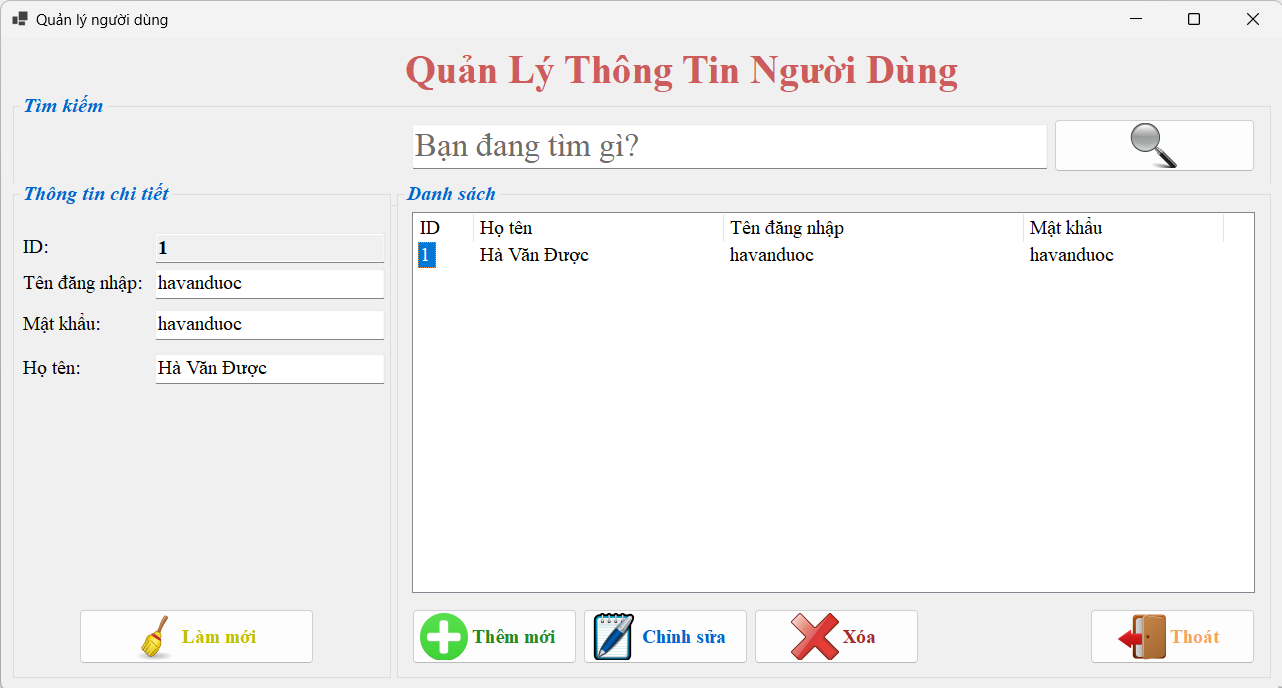 Quản lý người dùng
Quản Lý Thông Tin Người Dùng
Tìm kiếm
Bạn đang tìm gì?
Thông tin chi tiết
ID: 1
Tên đăng nhập: havanduoc
Mật khẩu: havanduoc
Họ tên: Hà Văn Được
Làm mới
Danh sách
ID Họ tên Tên đăng nhập Mật khẩu
1 Hà Văn Được havanduoc havanduoc
Thêm mới Chỉnh sửa Xóa Thoát